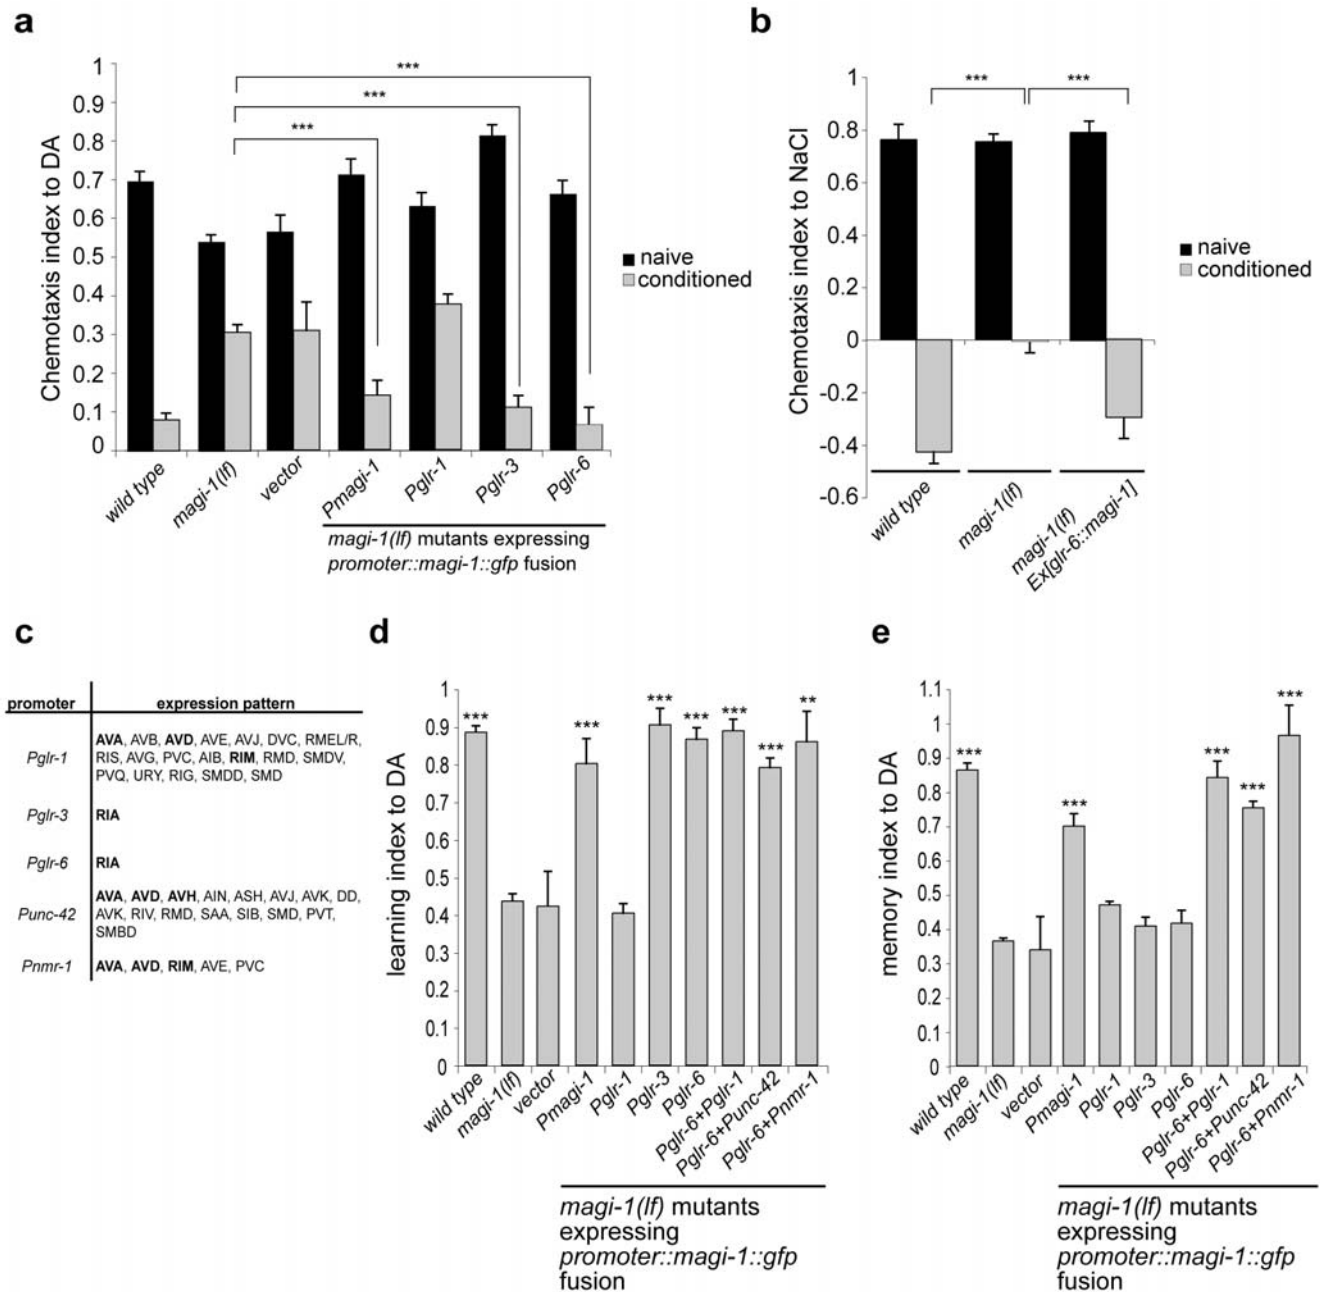 a
Chemotaxis index to DA
1
0.9
0.8
0.7
0.6
0.5
0.4
0.3
0.2
0.1
0
***
***
***
naive
conditioned
wild type
magi-1(lf)
vector
Pmagi-1
Pglr-1
Pglr-3
Pglr-6
magi-1(lf) mutants expressing
promoter::magi-1::gfp fusion
b
Chemotaxis index to NaCl
1
0.8
0.6
0.4
0.2
0
-0.2
-0.4
-0.6
***
***
naive
conditioned
wild type
magi-1(lf)
magi-1(lf)
Ex[glr-6::magi-1]
c
promoter expression pattern
AVA, AVB, AVD, AVE, AVJ, DVC, RMEL/R,
Pglr-1 RIS, AVG, PVC, AIB, RIM, RMD, SMDV,
PVQ, URY, RIG, SMDD, SMD
Pglr-3 RIA
Pglr-6 RIA
AVA, AVD, AVH, AIN, ASH, AVJ, AVK, DD,
Punc-42 AVK, RIV, RMD, SAA, SIB, SMD, PVT,
SMBD
Pnmr-1 AVA, AVD, RIM, AVE, PVC
d
learning index to DA
1
0.9
0.8
0.7
0.6
0.5
0.4
0.3
0.2
0.1
0
*** *** *** *** *** *** **
wild type
magi-1(lf)
vector
Pmagi-1
Pglr-1
Pglr-3
Pglr-6
Pglr-6+Pglr-1
Pglr-6+Punc-42
Pglr-6+Pnmr-1
magi-1(lf) mutants
expressing
promoter::magi-1::gfp
fusion
e
memory index to DA
1.1
1
0.9
0.8
0.7
0.6
0.5
0.4
0.3
0.2
0.1
0
*** *** *** *** ***
wild type
magi-1(lf)
vector
Pmagi-1
Pglr-1
Pglr-3
Pglr-6
Pglr-6+Pglr-1
Pglr-6+Punc-42
Pglr-6+Pnmr-1
magi-1(lf) mutants
expressing
promoter::magi-1::gfp
fusion